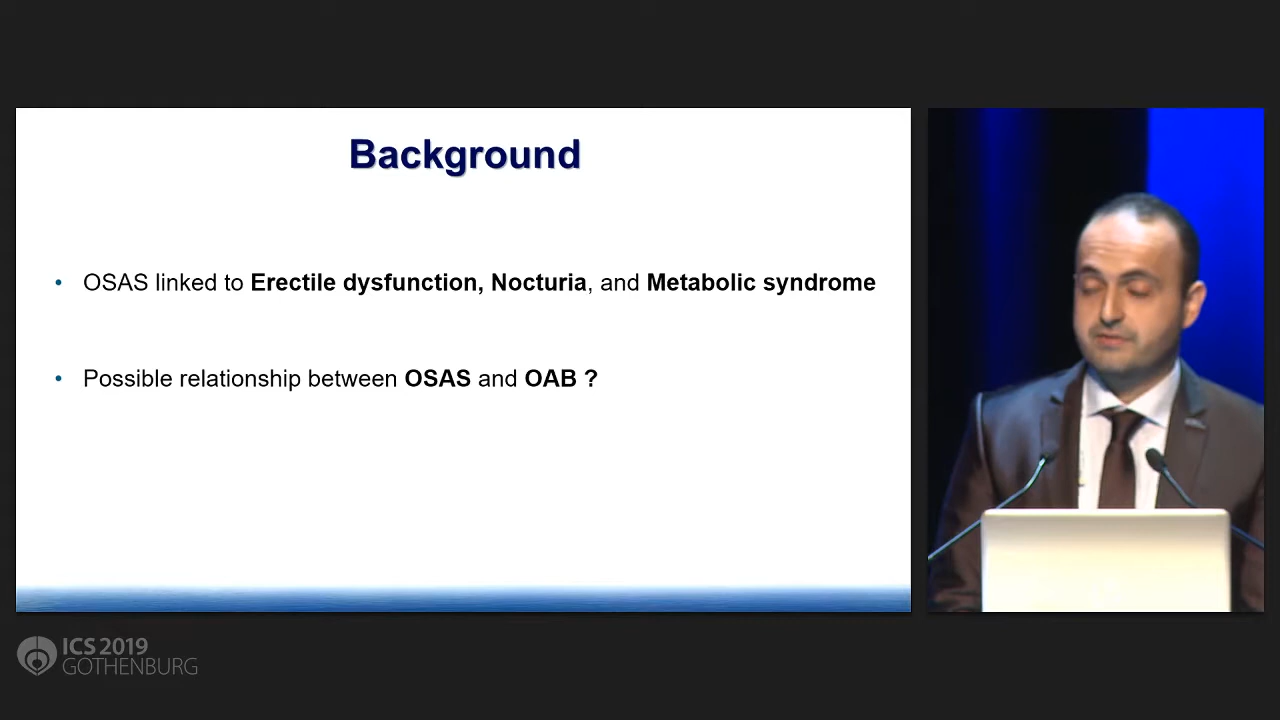 Background
• OSAS linked to Erectile dysfunction, Nocturia, and Metabolic syndrome
• Possible relationship between OSAS and OAB ?
ICS 2019
GOTHENBURG